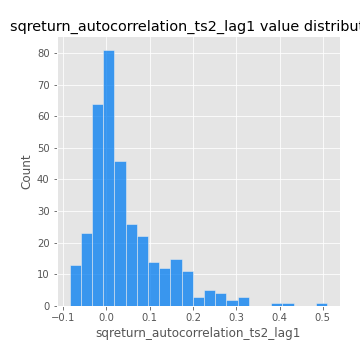 sqreturn_autocorrelation_ts2_lag1 value distribut
80
70
60
50
40
30
20
10
0
Count
−0.1 0.0 0.1 0.2 0.3 0.4 0.5
sqreturn_autocorrelation_ts2_lag1